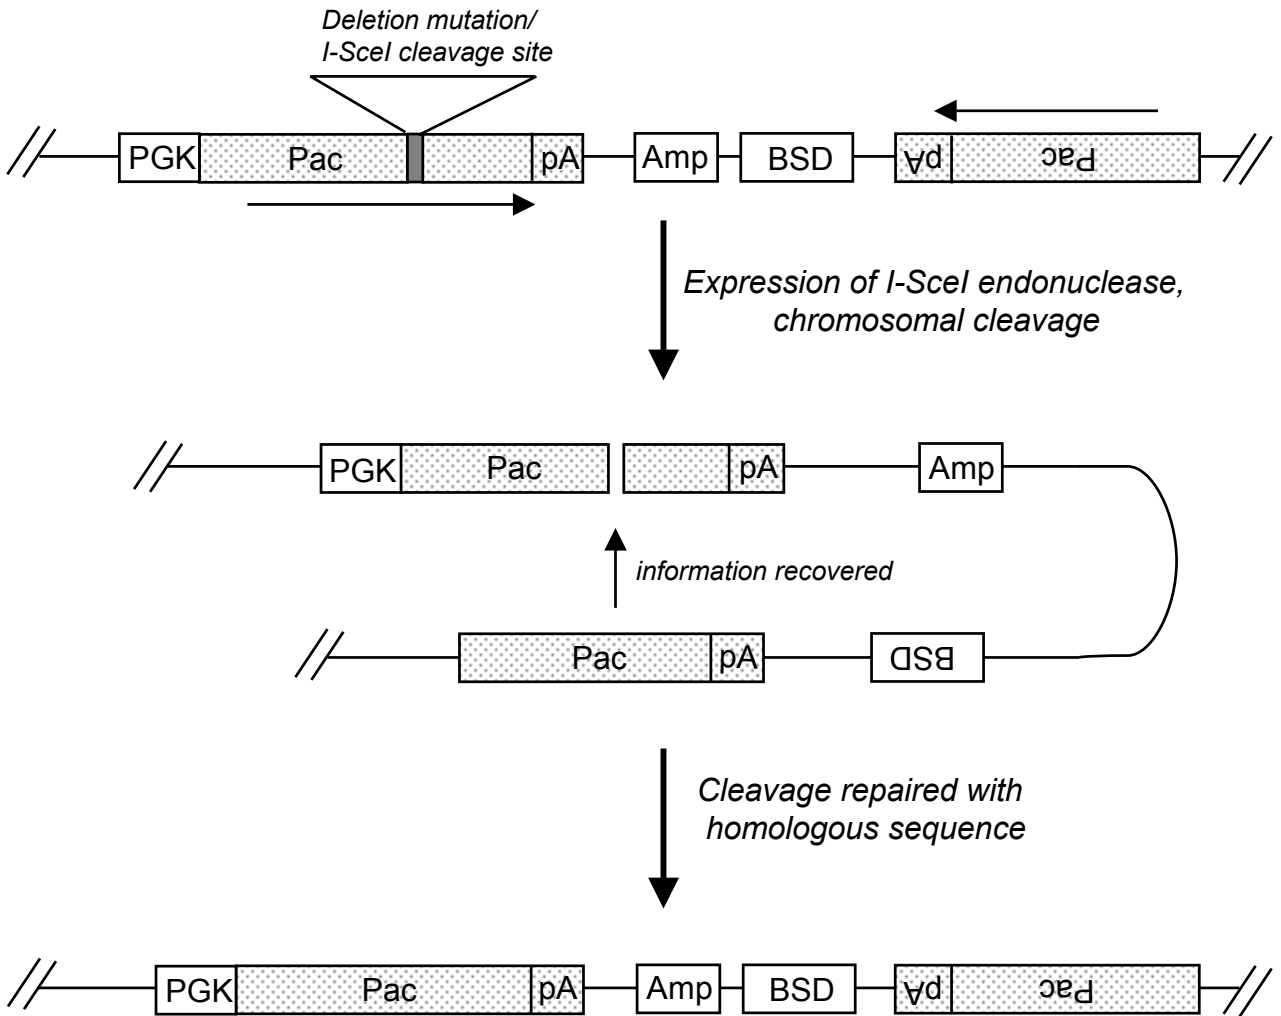 Deletion mutation/
I-SceI cleavage site
PGK Pac pA Amp BSD pA Pac
Expression of I-SceI endonuclease,
chromosomal cleavage
PGK Pac pA Amp
information recovered
Pac pA BSD
Cleavage repaired with
homologous sequence
PGK Pac pA Amp BSD pA Pac